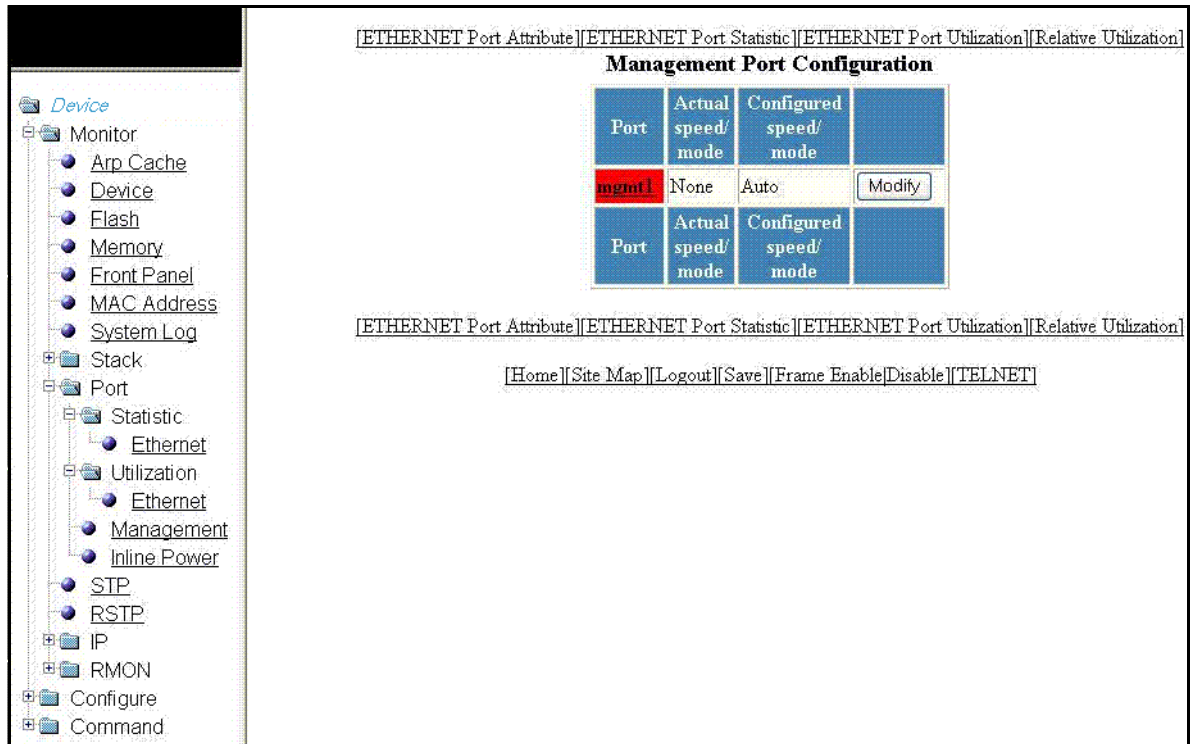 Device
Monitor
Arp Cache
Device
Flash
Memory
Front Panel
MAC Address
System Log
Stack
Port
Statistic
Ethernet
Utilization
Ethernet
Management
Inline Power
STP
RSTP
IP
RMON
Configure
Command
[ETHERNET Port Attribute][ETHERNET Port Statistic][ETHERNET Port Utilization][Relative Utilization]
Management Port Configuration
Port Actual speed/ mode Configured speed/ mode
mgmt1 None Auto Modify
Port Actual speed/ mode Configured speed/ mode
[ETHERNET Port Attribute][ETHERNET Port Statistic][ETHERNET Port Utilization][Relative Utilization]
[Home][Site Map][Logout][Save][Frame Enable|Disable][TELNET]